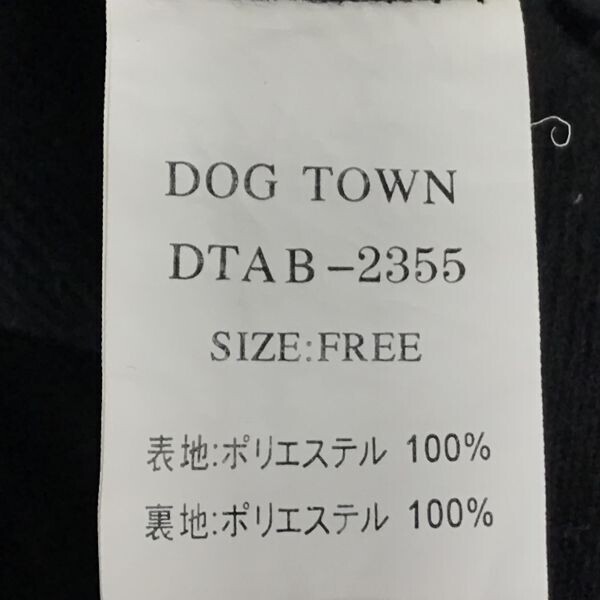 DOG TOWN
DTAB-2355
SIZE:FREE
表地:ポリエステル 100%
裏地:ポリエステル 100%